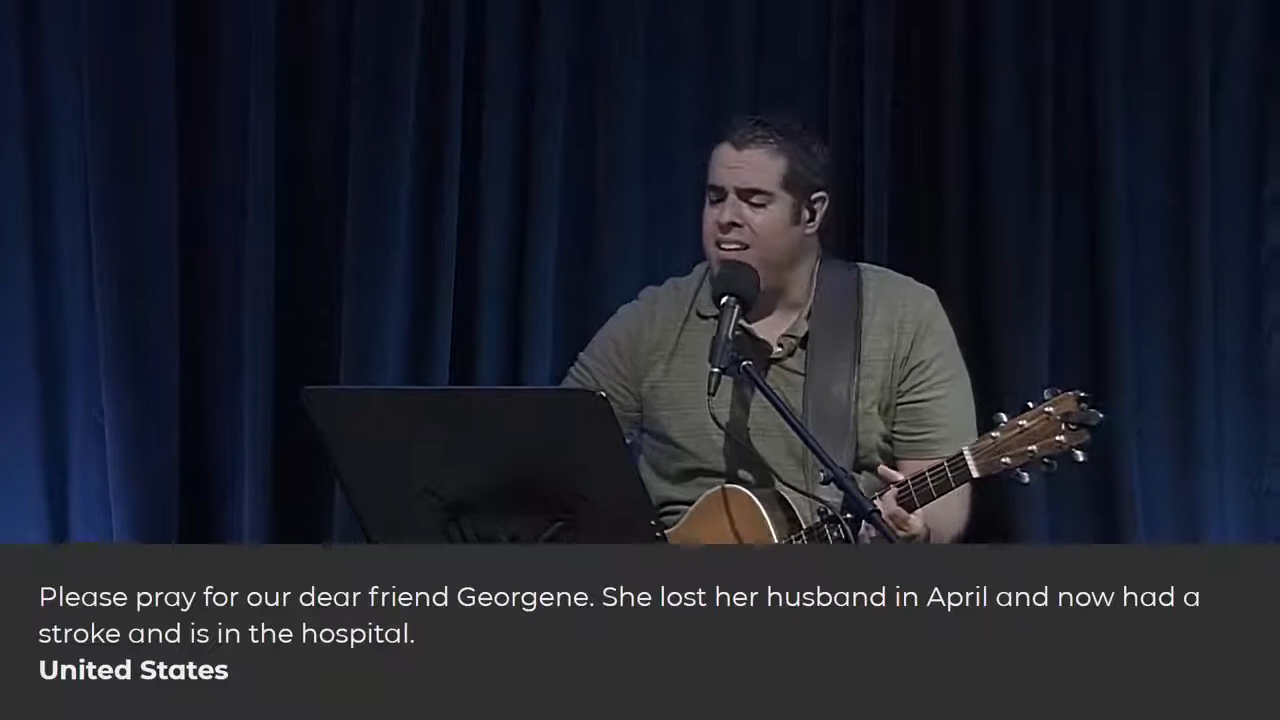 Please pray for our dear friend Georgene. She lost her husband in April and now had a
stroke and is in the hospital.
United States